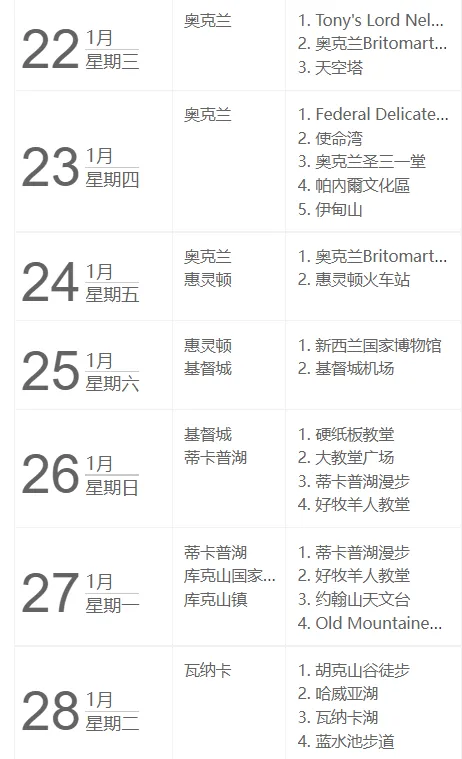 22
1月
星期三
奥克兰
1. Tony's Lord Nel...
2. 奥克兰Britomart...
3. 天空塔
23
1月
星期四
奥克兰
1. Federal Delicate...
2. 使命湾
3. 奥克兰圣三一堂
4. 帕内爾文化區
5. 伊甸山
24
1月
星期五
奥克兰
惠灵顿
1. 奥克兰Britomart...
2. 惠灵顿火车站
25
1月
星期六
惠灵顿
基督城
1. 新西兰国家博物馆
2. 基督城机场
26
1月
星期日
基督城
蒂卡普湖
1. 硬纸板教堂
2. 大教堂广场
3. 蒂卡普湖漫步
4. 好牧羊人教堂
27
1月
星期一
蒂卡普湖
库克山国家...
库克山镇
1. 蒂卡普湖漫步
2. 好牧羊人教堂
3. 约翰山天文台
4. Old Mountaine...
28
1月
星期二
瓦纳卡
1. 胡克山谷徒步
2. 哈威亚湖
3. 瓦纳卡湖
4. 蓝水池步道